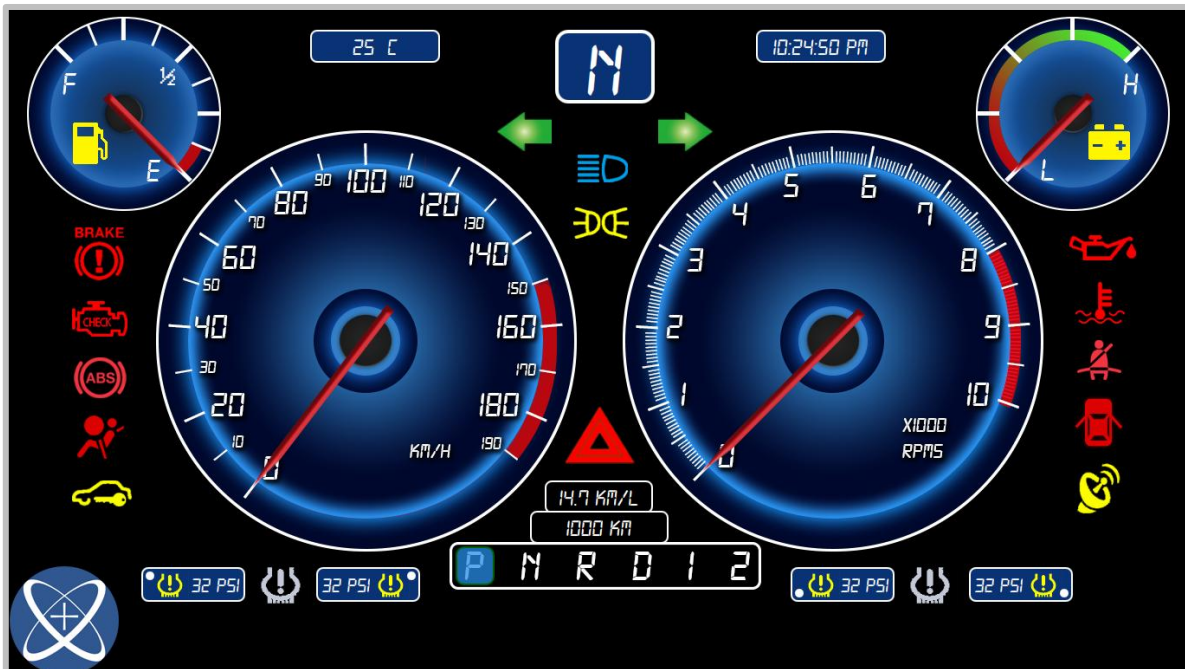 25 C
N
10:24:50 PM
F
½
E
H
L
BRAKE
CHECK
ABS
0
10
20
30
40
50
60
70
80
90
100
110
120
130
140
150
160
170
180
190
KM/H
0
1
2
3
4
5
6
7
8
9
10
X1000
RPMS
14.7 KM/L
1000 KM
P N R D 1 2
32 PSI
32 PSI
32 PSI
32 PSI